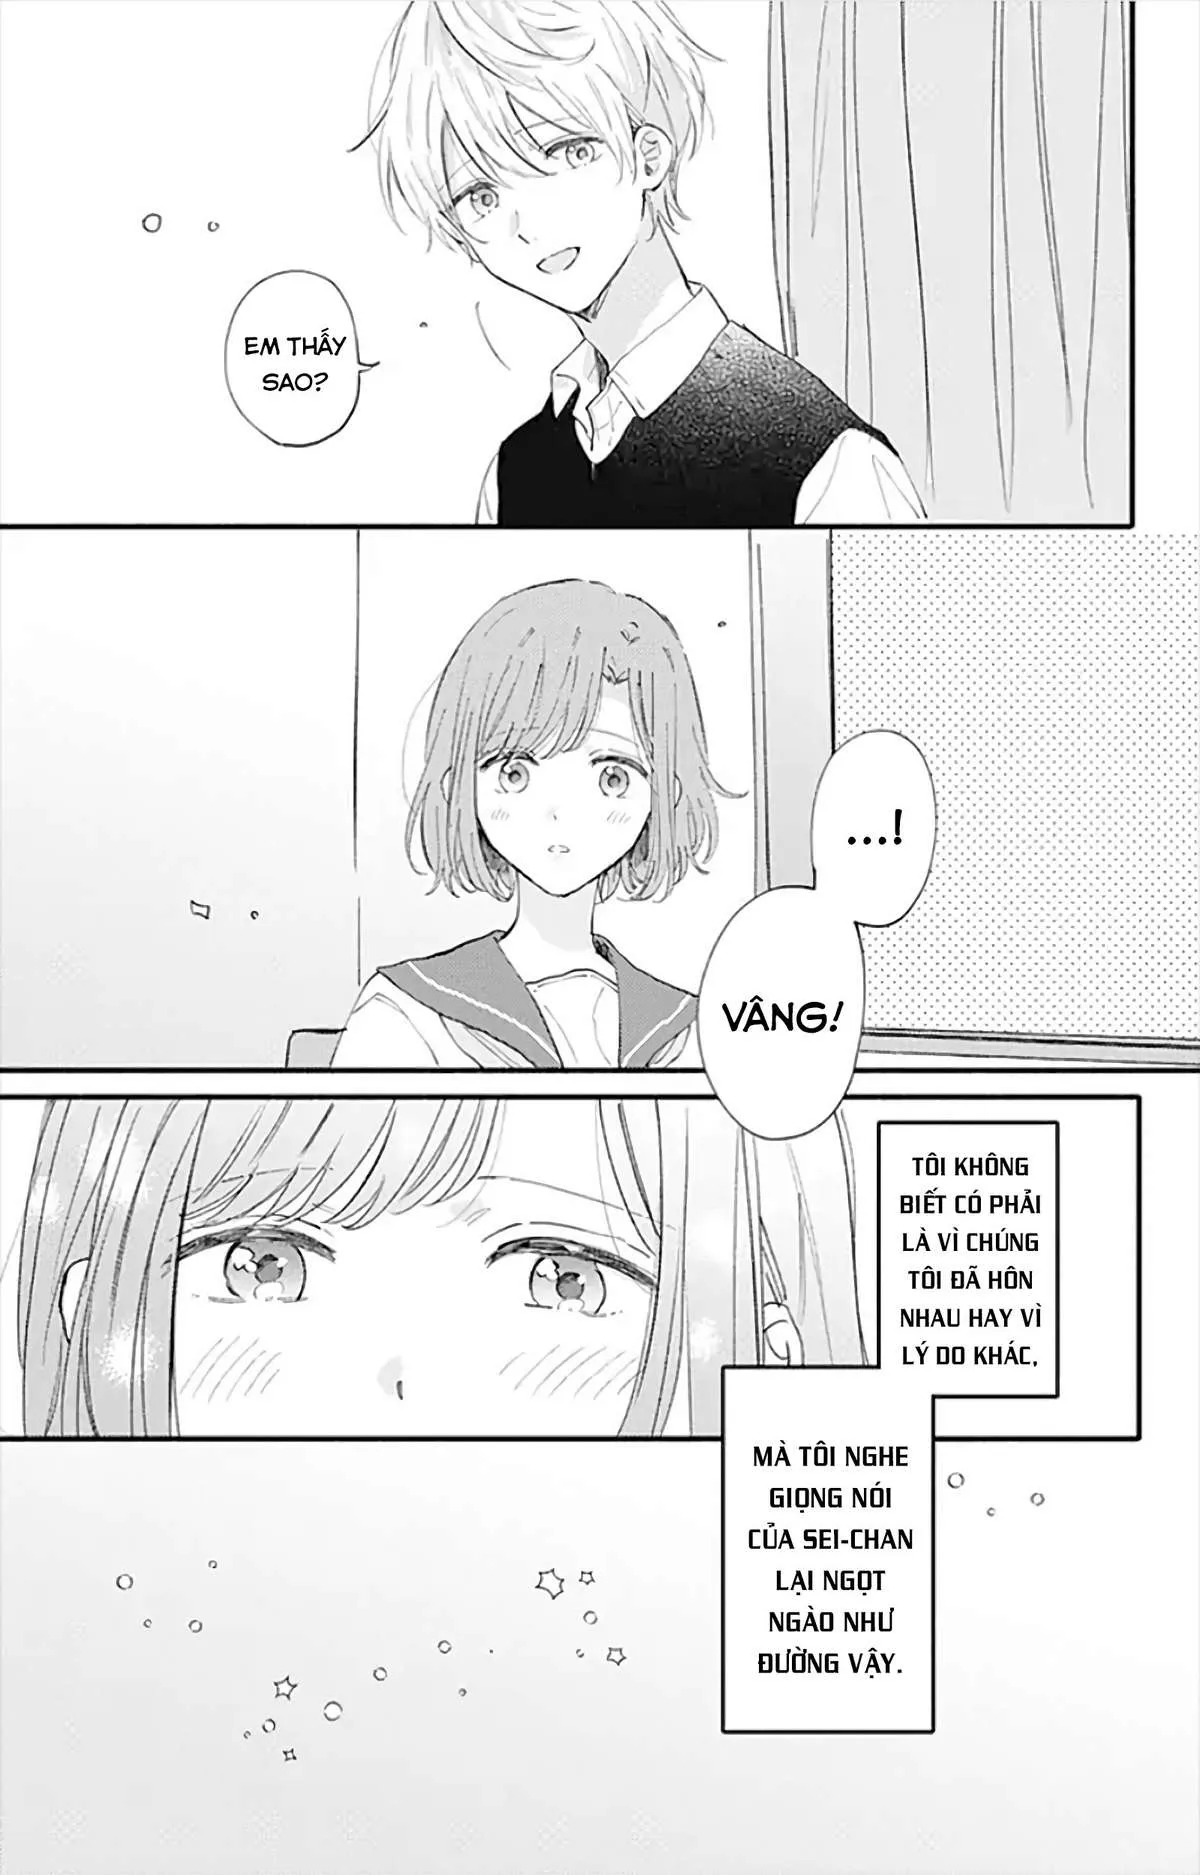 EM THẤY
SAO?
...!
VÂNG!
TÔI KHÔNG
BIẾT CÓ PHẢI
LÀ VÌ CHÚNG
TÔI ĐÃ HÔN
NHAU HAY VÌ
LÝ DO KHÁC,
MÀ TÔI NGHE
GIỌNG NÓI
CỦA SEI-CHAN
LẠI NGỌT
NGÀO NHƯ
ĐƯỜNG VẬY.